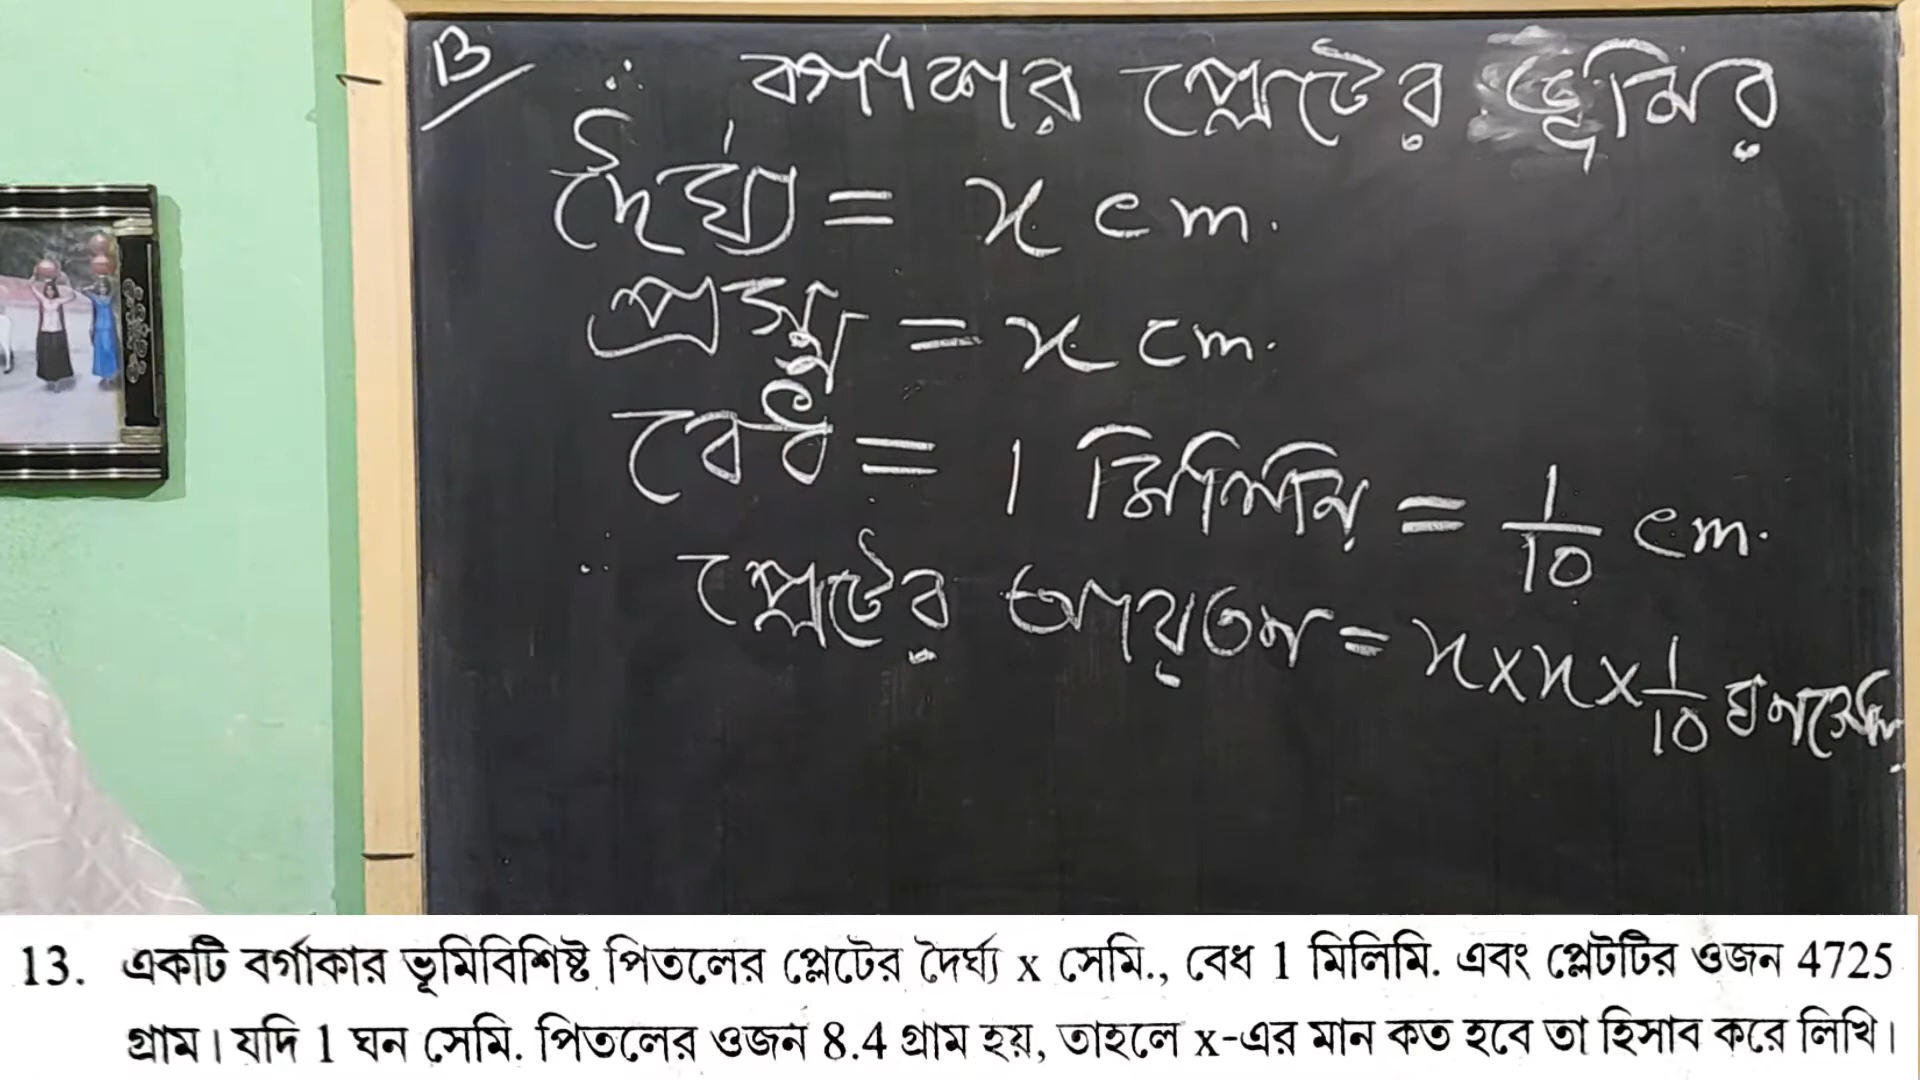 13
∴ বর্গাকার প্লেটের ভূমির
দৈর্ঘ্য = x cm.
প্রস্থ = x cm.
বেধ = 1 মিলিমি. = 1/10 cm.
∴ প্লেটের আয়তন = x×x×1/10 ঘনসেমি.
13. একটি বর্গাকার ভূমিবিশিষ্ট পিতলের প্লেটের দৈর্ঘ্য x সেমি., বেধ 1 মিলিমি. এবং প্লেটটির ওজন 4725
গ্রাম। যদি 1 ঘন সেমি. পিতলের ওজন 8.4 গ্রাম হয়, তাহলে x-এর মান কত হবে তা হিসাব করে লিখি।